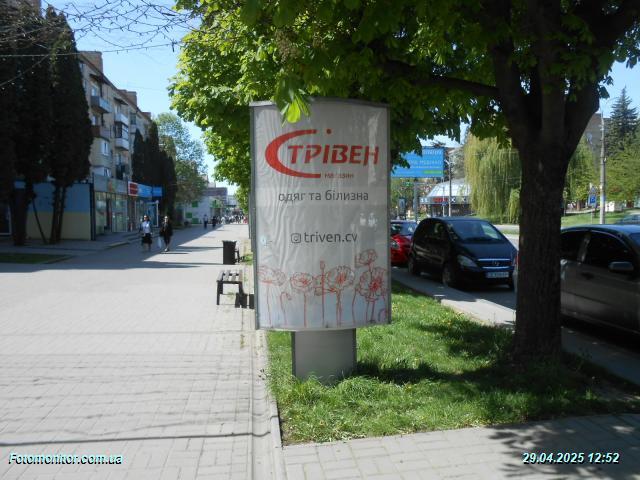 ТРІВЕН
магазин
одяг та білизна
triven.cv
Fotomonitor.com.ua
29.04.2025 12:52